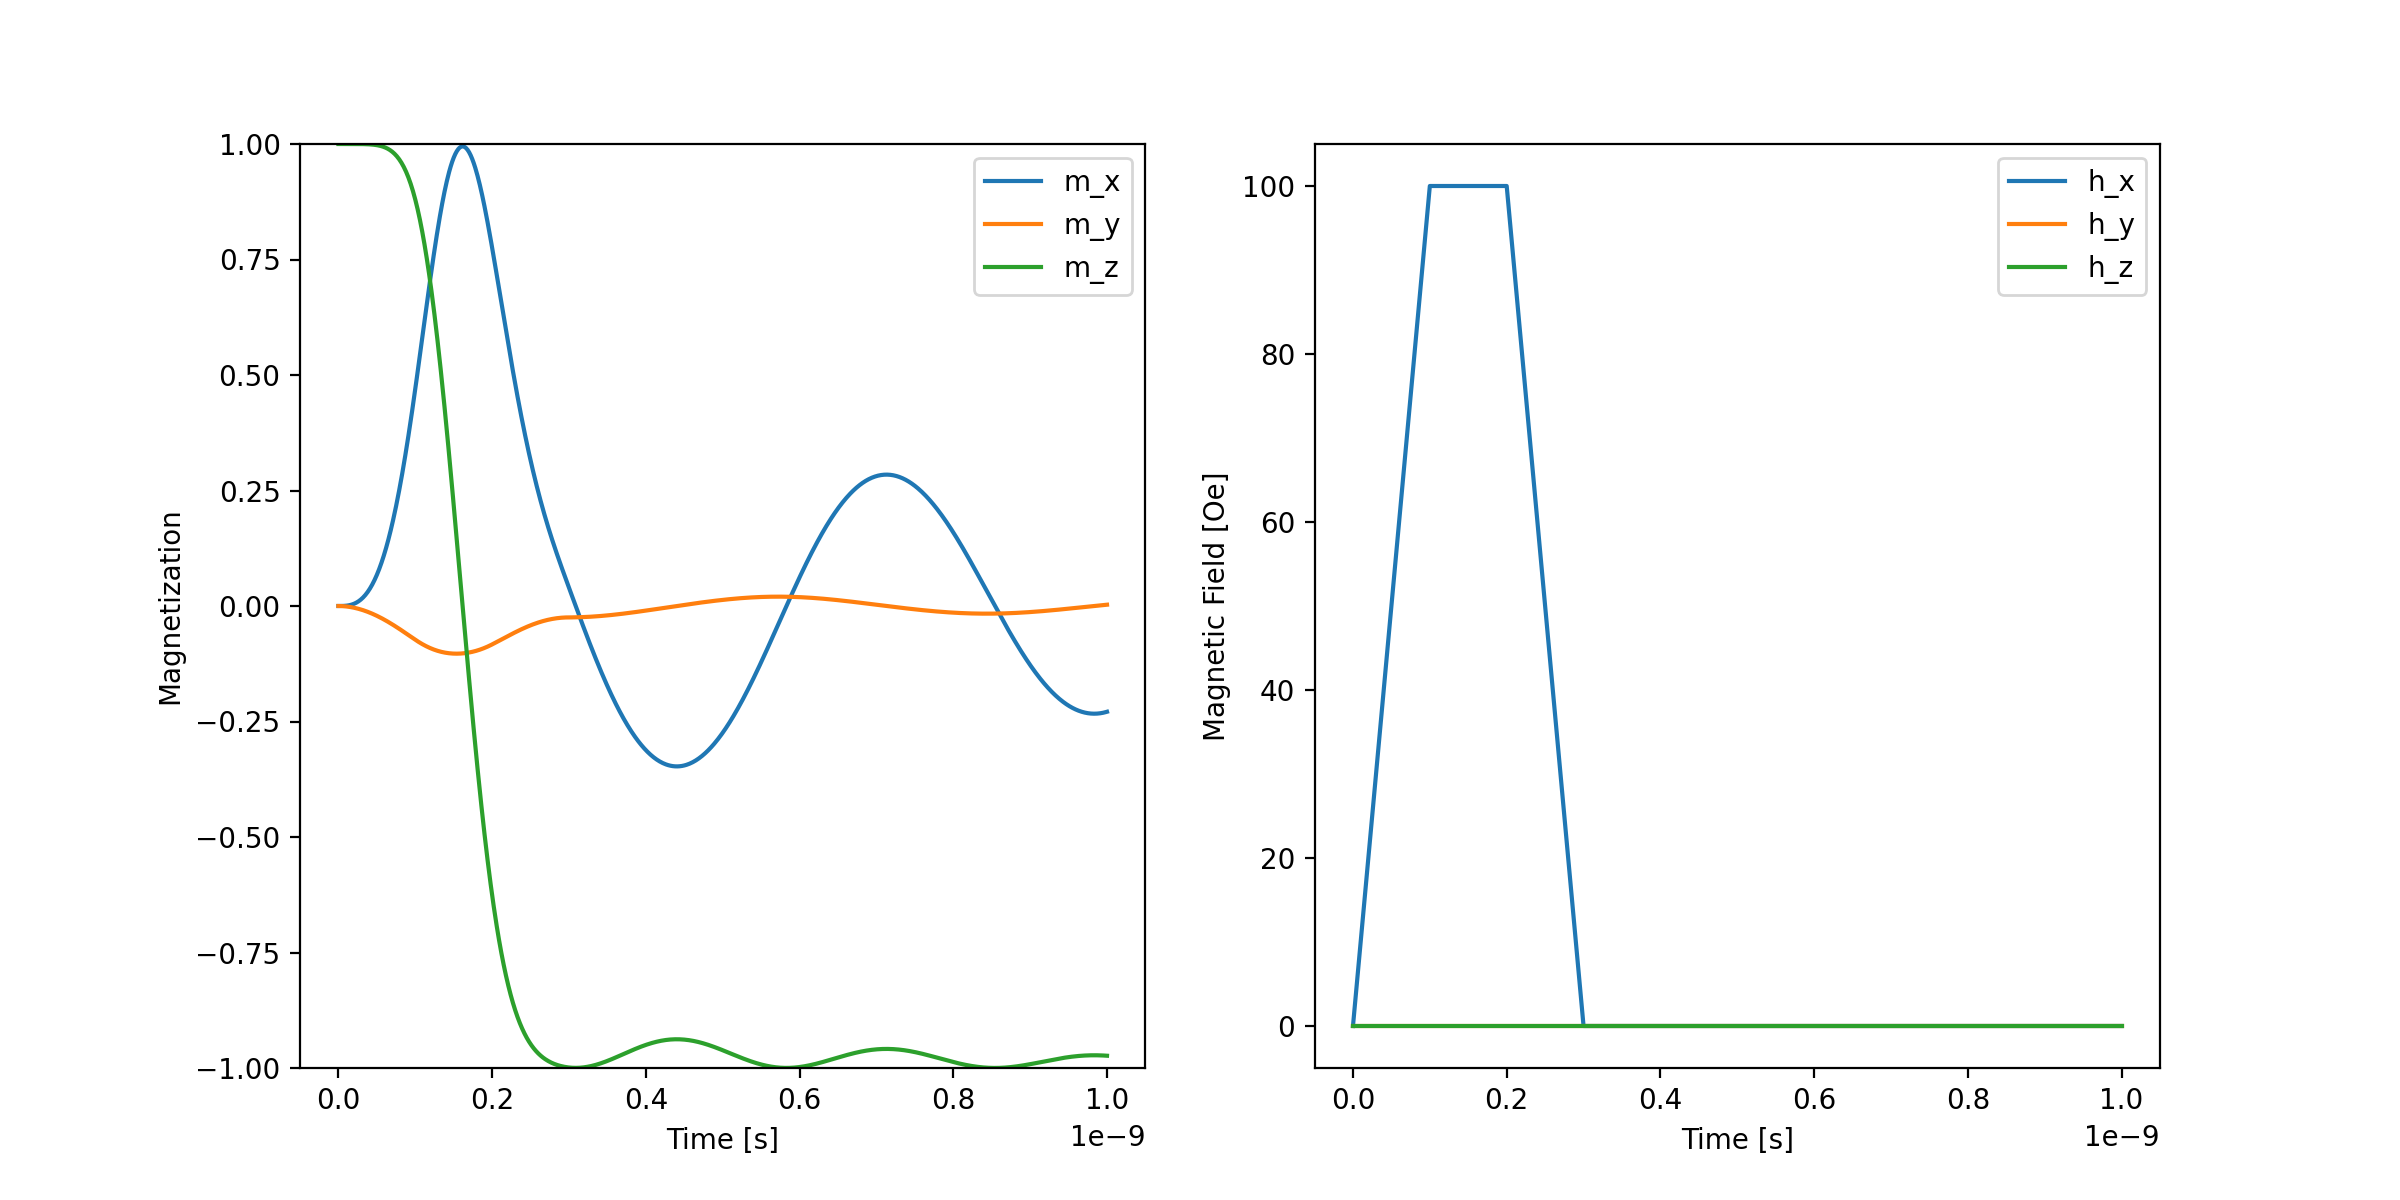 1.00
0.75
0.50
0.25
0.00
−0.25
−0.50
−0.75
−1.00
Magnetization
0.0 0.2 0.4 0.6 0.8 1.0
Time [s]
1e−9
m_x
m_y
m_z
100
80
60
40
20
0
Magnetic Field [Oe]
0.0 0.2 0.4 0.6 0.8 1.0
Time [s]
1e−9
h_x
h_y
h_z